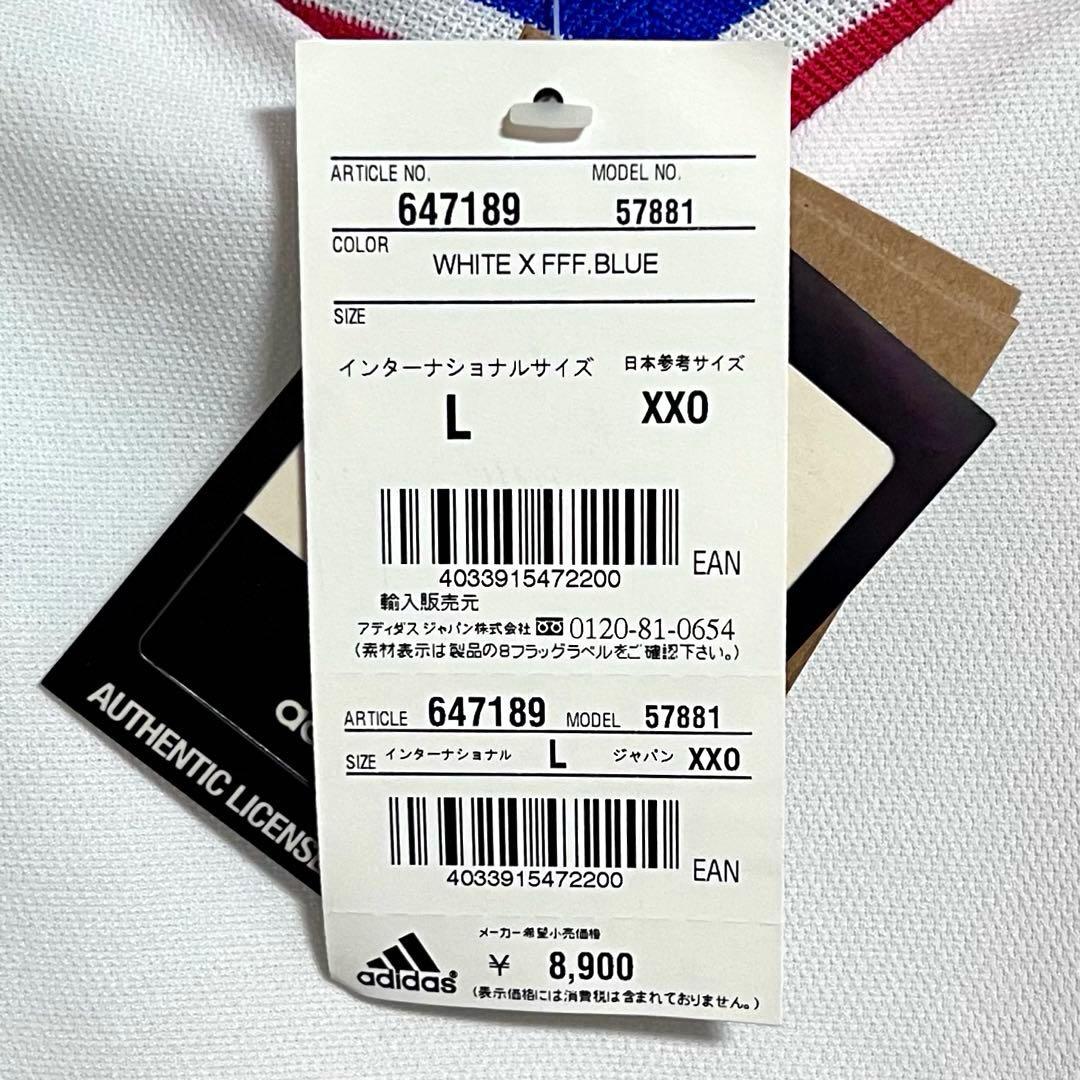 ARTICLE NO. MODEL NO.
647189 57881
COLOR
WHITE X FFF.BLUE
SIZE
インターナショナルサイズ 日本参考サイズ
L XXO
EAN
4033915472200
輸入販売元
アディダス ジャパン株式会社 0120-81-0654
(素材表示は製品の8フラッグラベルをご確認下さい。)
ARTICLE 647189 MODEL 57881
SIZE インターナショナル L ジャパン XXO
EAN
4033915472200
メーカー希望小売価格
adidas ¥ 8,900
(表示価格には消費税は含まれておりません。)
AUTHENTIC LICENSE